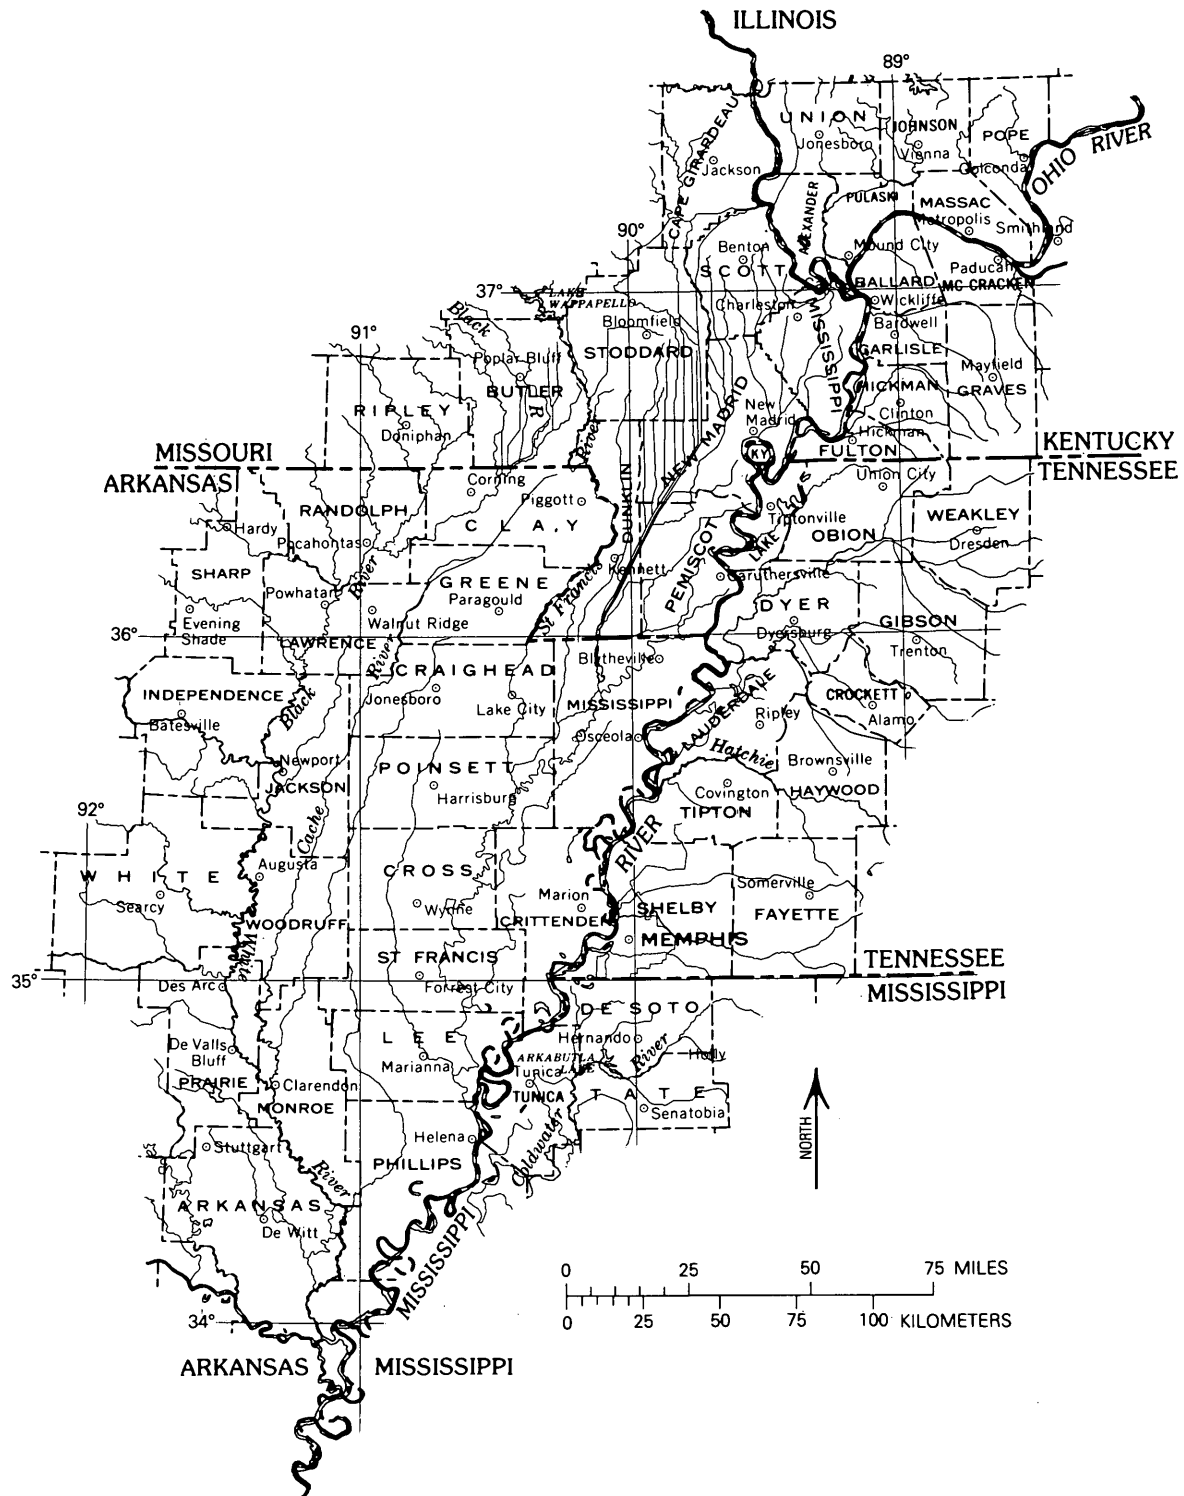 ILLINOIS
89°
UNION
JOHNSON
POPE
Jonesboro
Vienna
Golconda
OHIO RIVER
CAPE GIRARDEAU
Jackson
ALEXANDER
PULASKI
MASSAC
Metropolis
Smithland
90°
Benton
Mound City
SCOTT
Paducah
BALLARD
MC CRACKEN
37°
LAKE
WAPPAPELLO
Charleston
Wickliffe
Black
Bloomfield
Bardwell
91°
STODDARD
MISSISSIPPI
CARLISLE
Poplar Bluff
Mayfield
BUTLER
HICKMAN
GRAVES
R
RIPLEY
NEW MADRID
New
Madrid
Clinton
Doniphan
River
Hickman
MISSOURI
KY
FULTON
KENTUCKY
ARKANSAS
TENNESSEE
Corning
Union City
DUNKLIN
Piggott
RANDOLPH
CLAY
Tiptonville
WEAKLEY
Hardy
OBION
Pocahontas
PEMISCOT
LAKE
Dresden
SHARP
River
Kennett
GREENE
Caruthersville
Powhatan
Paragould
St Francis
DYER
Evening
Shade
Walnut Ridge
GIBSON
36°
LAWRENCE
Dyersburg
Trenton
River
Blytheville
CRAIGHEAD
INDEPENDENCE
Black
Jonesboro
Lake City
MISSISSIPPI
LAUDERDALE
CROCKETT
Batesville
Ripley
Alamo
Osceola
Hatchie
Newport
POINSETT
Brownsville
JACKSON
Harrisburg
Covington
HAYWOOD
92°
TIPTON
Cache
RIVER
WHITE
Augusta
CROSS
Somerville
Searcy
Marion
Wynne
SHELBY
FAYETTE
WOODRUFF
CRITTENDEN
MEMPHIS
White
ST FRANCIS
TENNESSEE
35°
Des Arc
Forrest City
MISSISSIPPI
DE SOTO
LEE
Hernando
De Valls
Bluff
River
Holly
Marianna
ARKABUTLA
LAKE
Tunica
PRAIRIE
Clarendon
TUNICA
TATE
MONROE
Senatobia
Coldwater
NORTH
Stuttgart
Helena
PHILLIPS
River
ARKANSAS
De Witt
MISSISSIPPI
0 25 50 75 MILES
34°
0 25 50 75 100 KILOMETERS
ARKANSAS
MISSISSIPPI